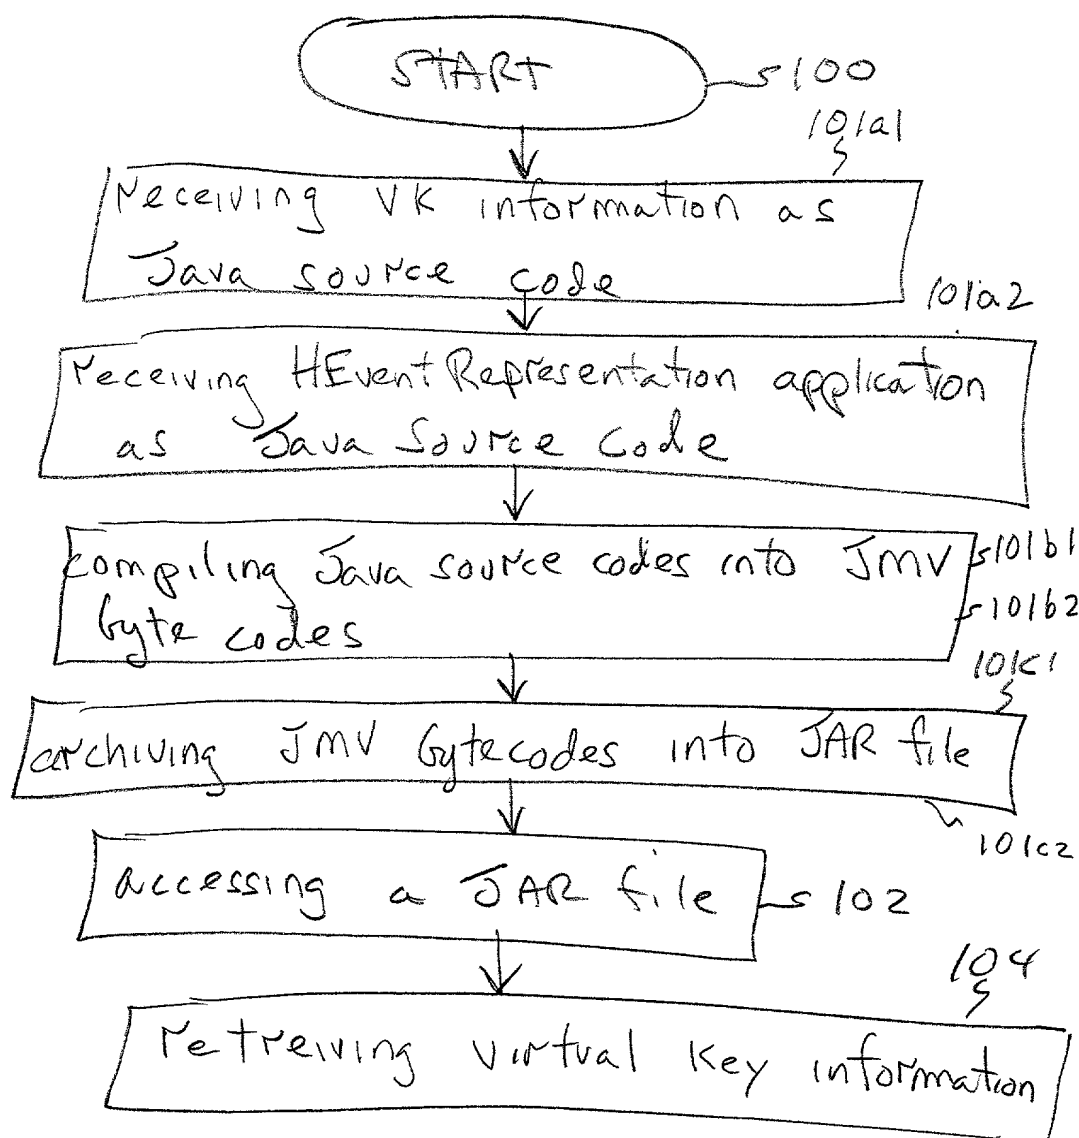 START
100
101a1
receiving VK information as
Java source code
101a2
receiving HEventRepresentation application
as Java Source Code
compiling Java source codes into JMV
byte codes
101b1
101b2
101c1
archiving JMV bytecodes into JAR file
101c2
accessing a JAR file
102
104
retreiving virtual key information